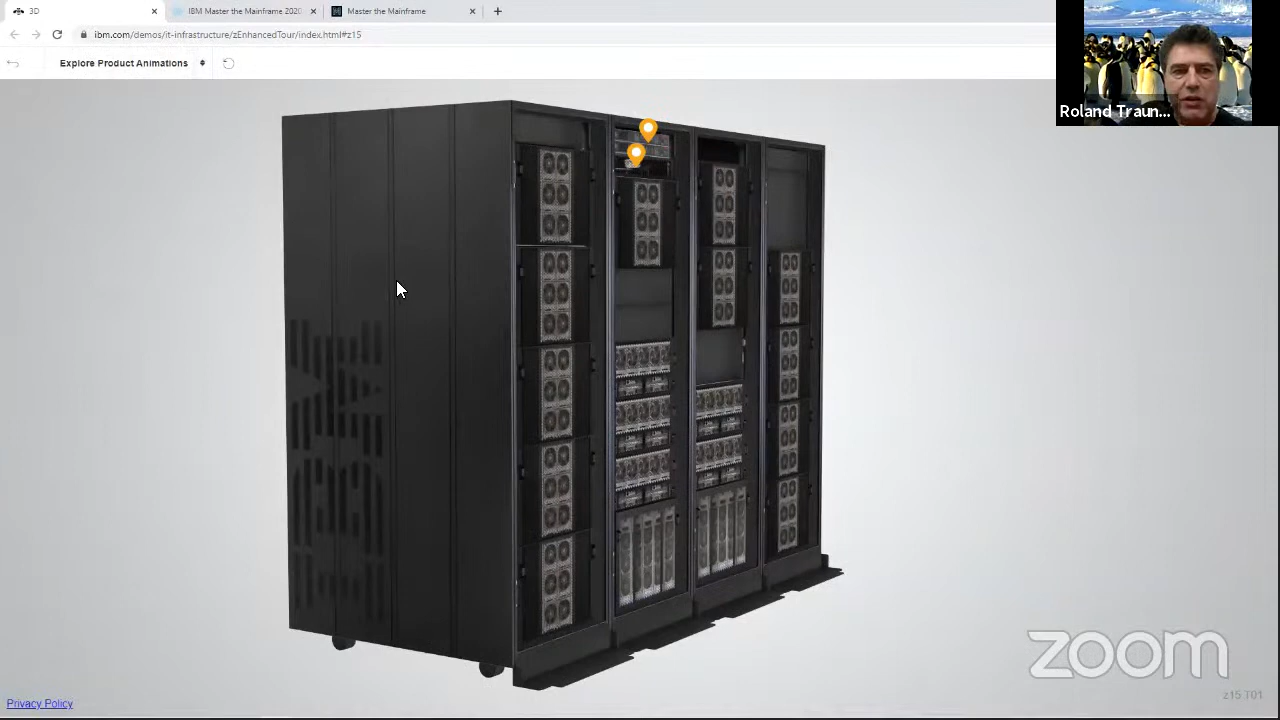 3D
IBM Master the Mainframe 2020
Master the Mainframe
ibm.com/demos/it-infrastructure/zEnhancedTour/index.html#z15
Explore Product Animations
Roland Traun...
IBM
zoom
z15 T01
Privacy Policy